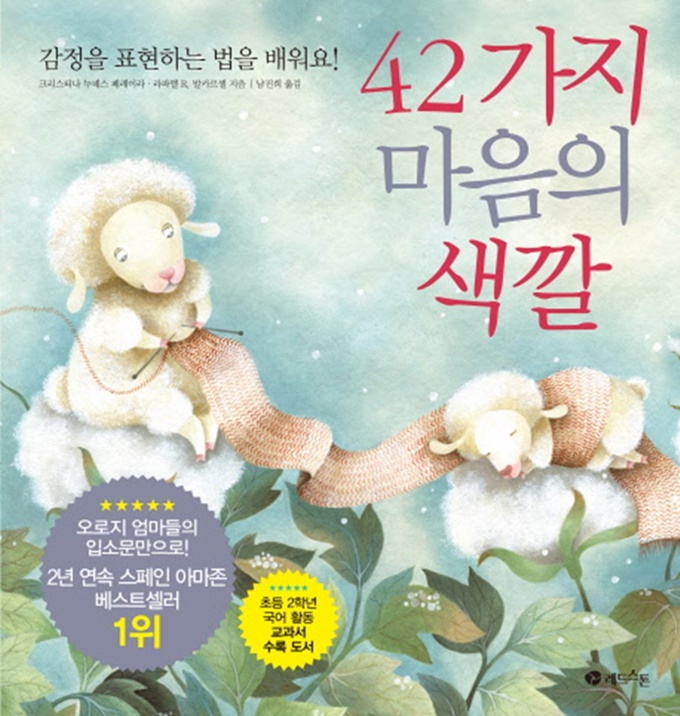 감정을 표현하는 법을 배워요!
크리스티나 누녜스 페레이라 · 라파엘 R. 발카르셀 지음 | 남진희 옮김
42가지
마음의
색깔
★★★★★
오로지 엄마들의
입소문만으로!
2년 연속 스페인 아마존
베스트셀러
1위
★★★★★
초등 2학년
국어 활동
교과서
수록 도서
레드스톤